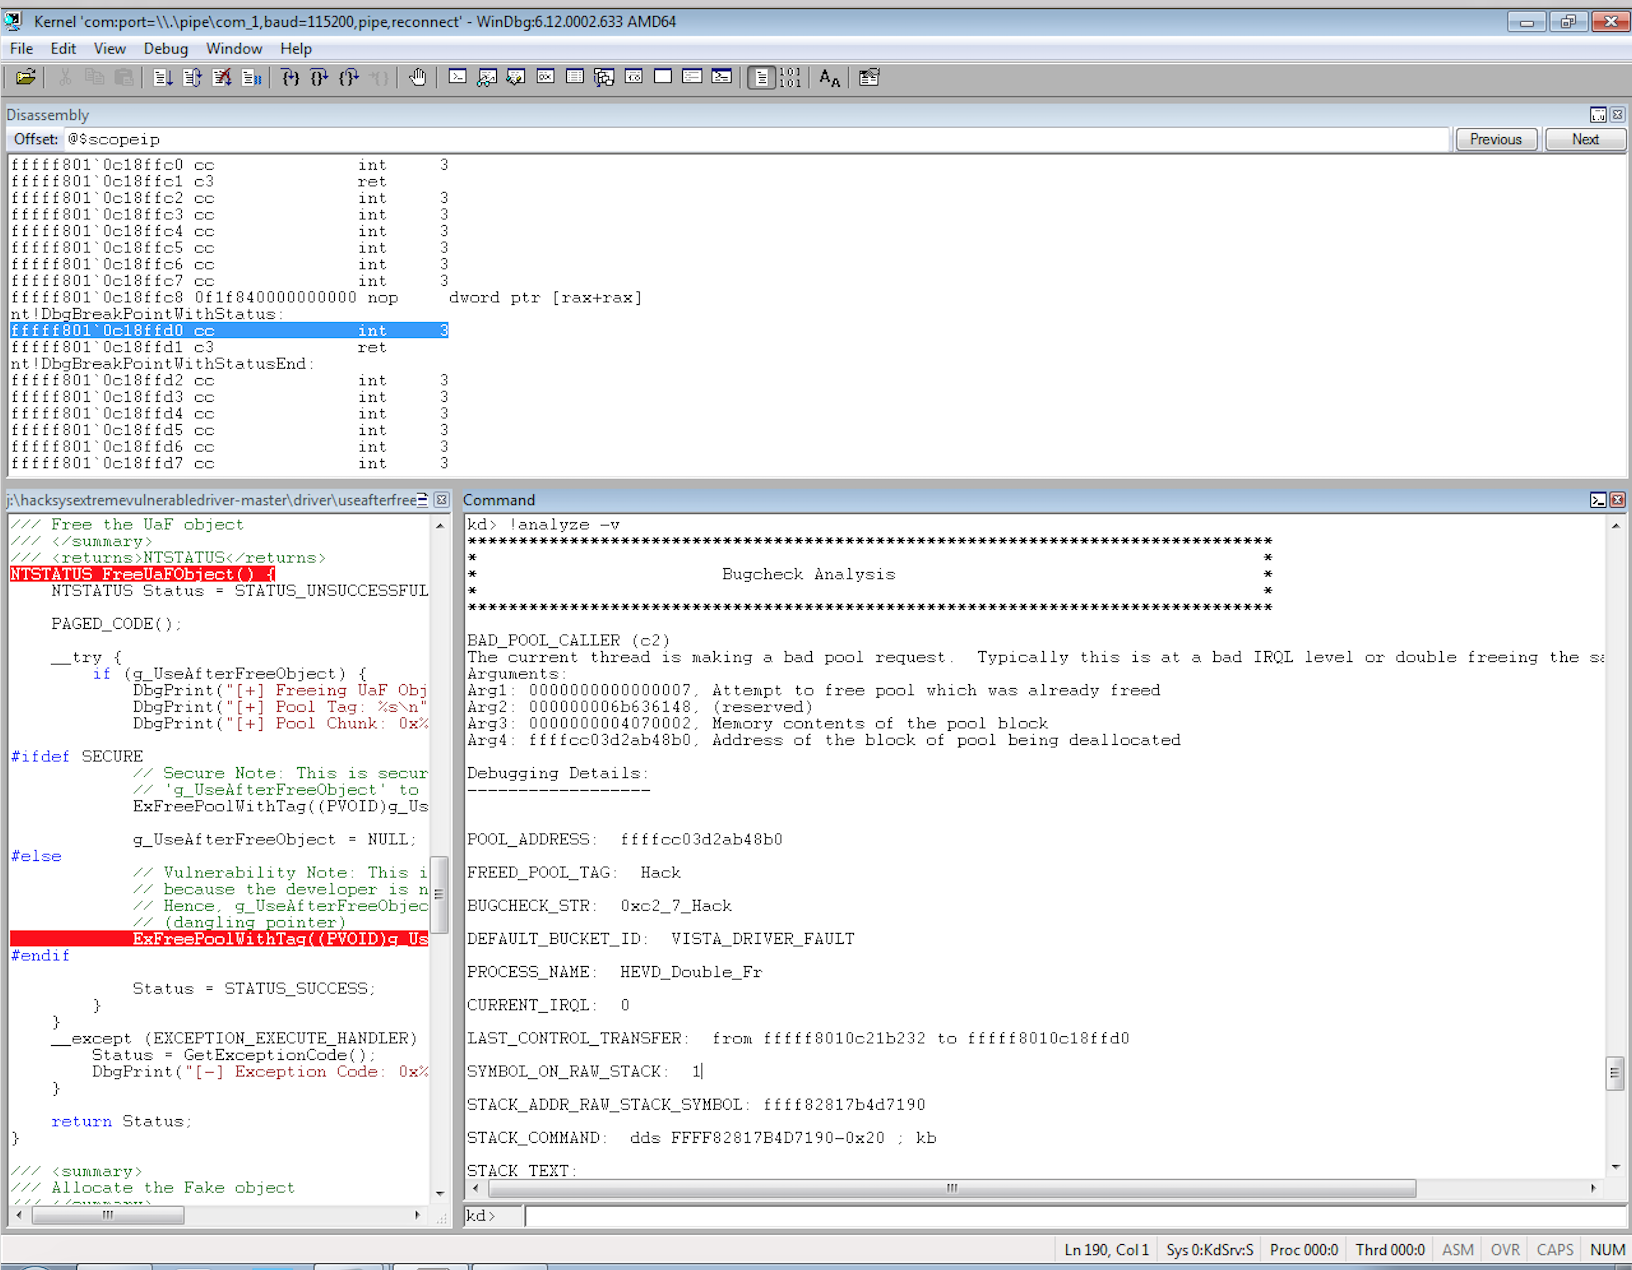 Kernel 'com:port=\\.\pipe\com_1,baud=115200,pipe,reconnect' - WinDbg:6.12.0002.633 AMD64
File Edit View Debug Window Help
Disassembly
Offset: @$scopeip
Previous Next
fffff801`0c18ffc0 cc int 3
fffff801`0c18ffc1 c3 ret
fffff801`0c18ffc2 cc int 3
fffff801`0c18ffc3 cc int 3
fffff801`0c18ffc4 cc int 3
fffff801`0c18ffc5 cc int 3
fffff801`0c18ffc6 cc int 3
fffff801`0c18ffc7 cc int 3
fffff801`0c18ffc8 0f1f840000000000 nop dword ptr [rax+rax]
nt!DbgBreakPointWithStatus:
fffff801`0c18ffd0 cc int 3
fffff801`0c18ffd1 c3 ret
nt!DbgBreakPointWithStatusEnd:
fffff801`0c18ffd2 cc int 3
fffff801`0c18ffd3 cc int 3
fffff801`0c18ffd4 cc int 3
fffff801`0c18ffd5 cc int 3
fffff801`0c18ffd6 cc int 3
fffff801`0c18ffd7 cc int 3
j:\hacksysextremevulnerabledriver-master\driver\useafterfree
/// Free the UaF object
/// </summary>
/// <returns>NTSTATUS</returns>
NTSTATUS FreeUaFObject() {
NTSTATUS Status = STATUS_UNSUCCESSFUL
PAGED_CODE();
__try {
if (g_UseAfterFreeObject) {
DbgPrint("[+] Freeing UaF Obj
DbgPrint("[+] Pool Tag: %s\n"
DbgPrint("[+] Pool Chunk: 0x%
#ifdef SECURE
// Secure Note: This is secur
// 'g_UseAfterFreeObject' to
ExFreePoolWithTag((PVOID)g_Us
g_UseAfterFreeObject = NULL;
#else
// Vulnerability Note: This i
// because the developer is n
// Hence, g_UseAfterFreeObjec
// (dangling pointer)
ExFreePoolWithTag((PVOID)g_Us
#endif
Status = STATUS_SUCCESS;
}
}
__except (EXCEPTION_EXECUTE_HANDLER)
Status = GetExceptionCode();
DbgPrint("[-] Exception Code: 0x%
}
return Status;
}
/// <summary>
/// Allocate the Fake object
/// </summary>
Command
kd> !analyze -v
*******************************************************************************
* *
* Bugcheck Analysis *
* *
*******************************************************************************
BAD_POOL_CALLER (c2)
The current thread is making a bad pool request. Typically this is at a bad IRQL level or double freeing the sa
Arguments:
Arg1: 0000000000000007, Attempt to free pool which was already freed
Arg2: 000000006b636148, (reserved)
Arg3: 0000000004070002, Memory contents of the pool block
Arg4: ffffcc03d2ab48b0, Address of the block of pool being deallocated
Debugging Details:
------------------
POOL_ADDRESS: ffffcc03d2ab48b0
FREED_POOL_TAG: Hack
BUGCHECK_STR: 0xc2_7_Hack
DEFAULT_BUCKET_ID: VISTA_DRIVER_FAULT
PROCESS_NAME: HEVD_Double_Fr
CURRENT_IRQL: 0
LAST_CONTROL_TRANSFER: from fffff8010c21b232 to fffff8010c18ffd0
SYMBOL_ON_RAW_STACK: 1
STACK_ADDR_RAW_STACK_SYMBOL: ffff82817b4d7190
STACK_COMMAND: dds FFFF82817B4D7190-0x20 ; kb
STACK_TEXT:
kd>
Ln 190, Col 1 Sys 0:KdSrv:S Proc 000:0 Thrd 000:0 ASM OVR CAPS NUM